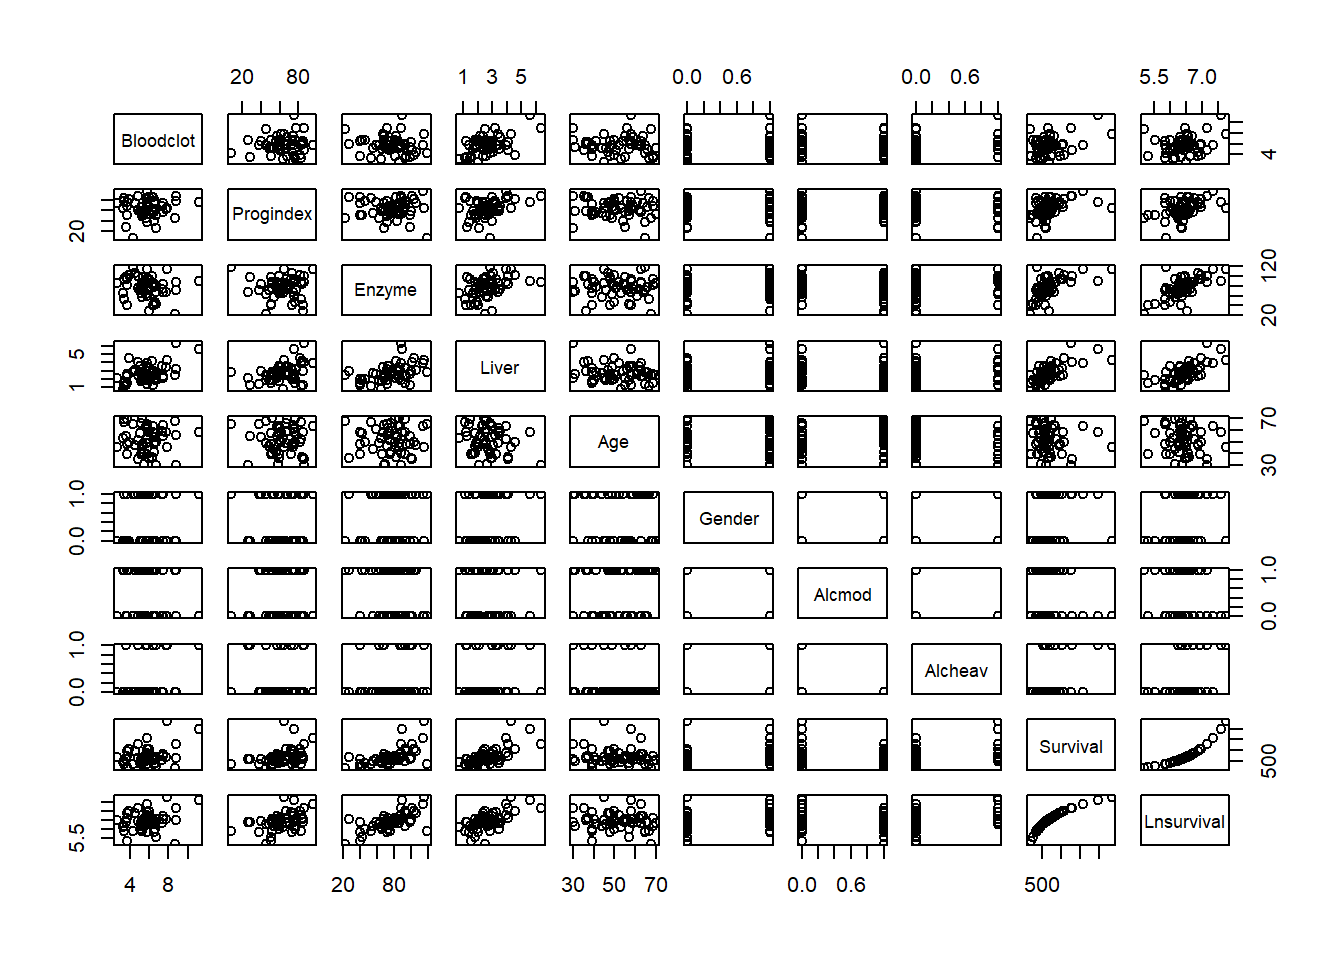 20 80 1 3 5 0.0 0.6 0.0 0.6 5.5 7.0
Bloodclot 4
20 Progindex
Enzyme 20 120
1 5 Liver
Age 30 70
0.0 1.0 Gender
Alcmod 0.0 1.0
0.0 1.0 Alcheav
Survival 500
5.5 Lnsurvival
4 8 20 80 30 50 70 0.0 0.6 500